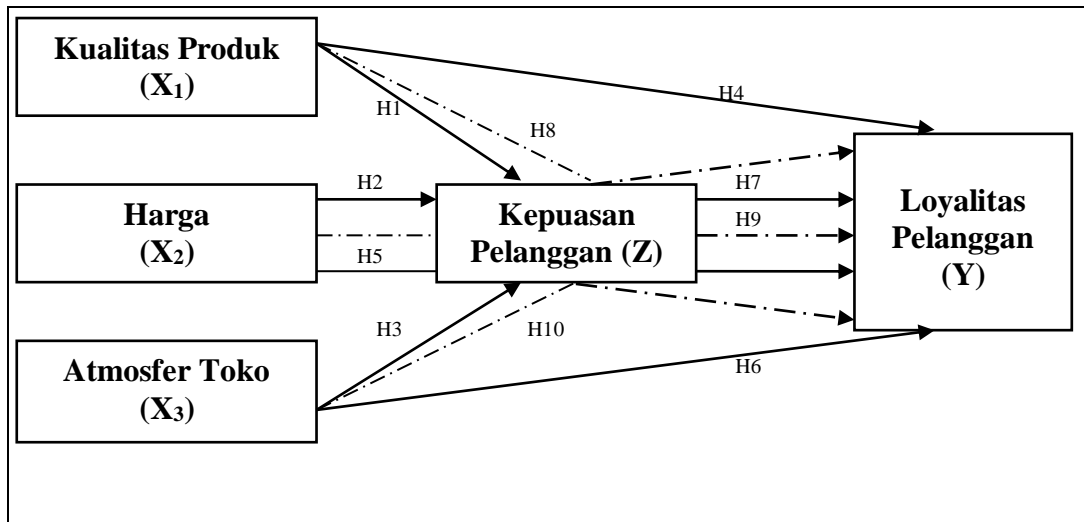 Kualitas Produk
(X₁)
H4
H1
H8
H2
H7
Harga
(X₂)
Kepuasan
Pelanggan (Z)
H9
Loyalitas
Pelanggan
(Y)
H5
H3
H10
Atmosfer Toko
(X₃)
H6